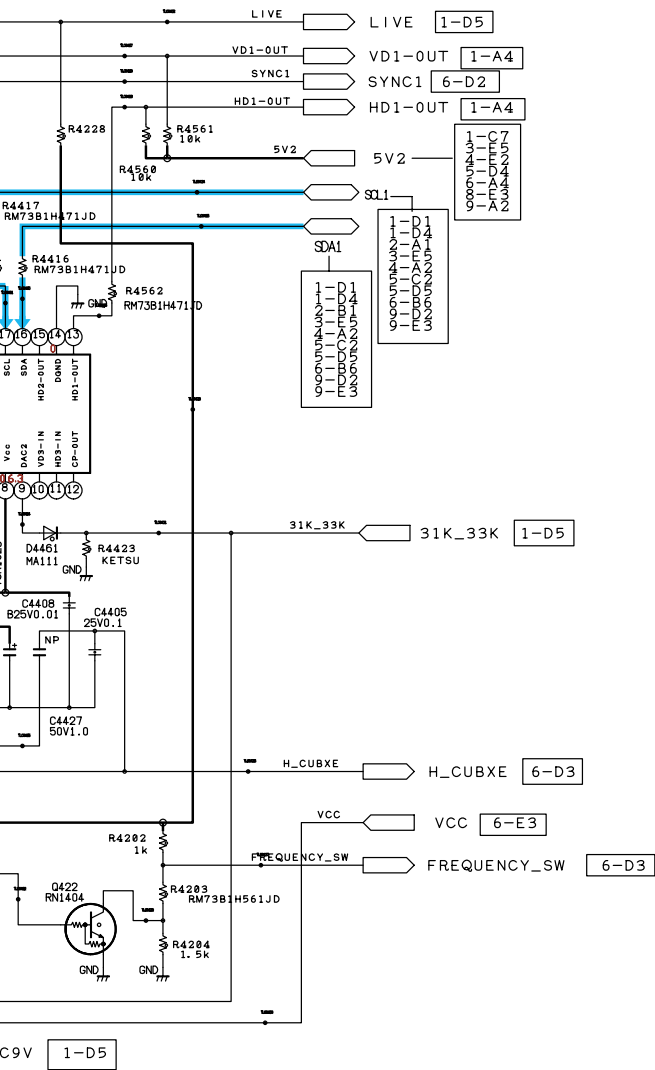 LIVE
LIVE
1-D5
VD1-OUT
VD1-OUT
1-A4
SYNC1
SYNC1
6-D2
HD1-OUT
HD1-OUT
1-A4
R4228
R4561
10k
R4560
10k
5V2
5V2
1-C7
3-E5
4-E2
5-D4
6-A4
8-E3
9-A2
SCL1
1-D1
1-D4
2-A1
3-E5
4-A2
5-C2
5-D5
6-B6
9-D2
9-E3
R4417
RM73B1H471JD
SDA1
1-D1
1-D4
2-B1
3-E5
4-A2
5-C2
5-D5
6-B6
9-D2
9-E3
R4416
RM73B1H471JD
R4562
RM73B1H471JD
GND
17
16
15
14
13
0
SCL
SDA
HD2-OUT
DGND
HD1-OUT
Vcc
DAC2
VD3-IN
HD3-IN
CP-OUT
8
9
10
11
12
31K_33K
31K_33K
1-D5
D4461
MA111
R4423
KETSU
GND
C4408
B25V0.01
C4405
25V0.1
+
NP
C4427
50V1.0
H_CUBXE
H_CUBXE
6-D3
VCC
VCC
6-E3
R4202
1k
FREQUENCY_SW
FREQUENCY_SW
6-D3
Q422
RN1404
R4203
RM73B1H561JD
R4204
1.5k
GND
GND
C9V
1-D5